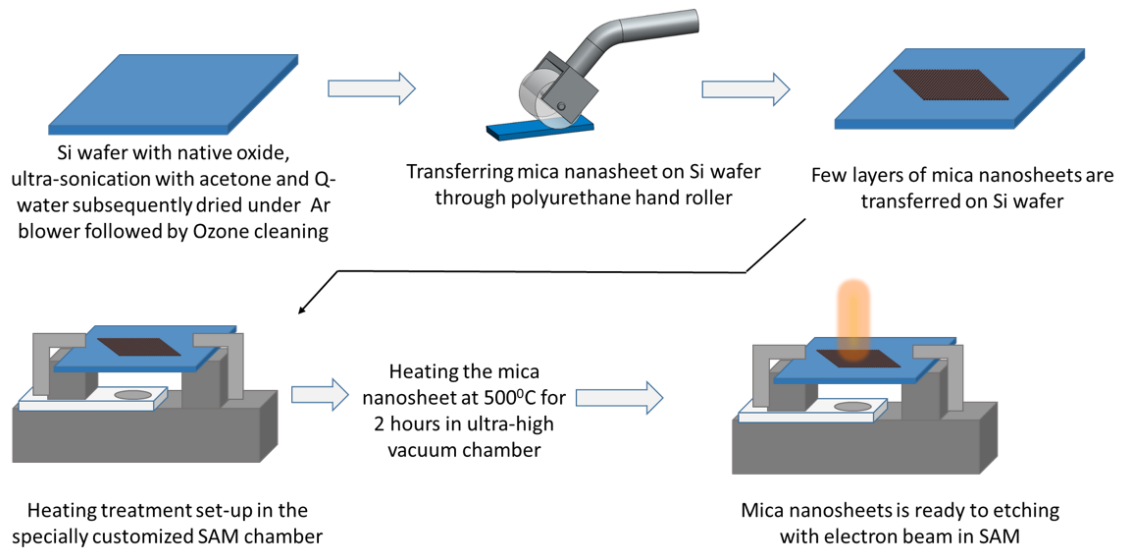 Si wafer with native oxide,
ultra-sonication with acetone and Q-
water subsequently dried under  Ar
blower followed by Ozone cleaning
Transferring mica nanasheet on Si wafer
through polyurethane hand roller
Few layers of mica nanosheets are
transferred on Si wafer
Heating treatment set-up in the
specially customized SAM chamber
Heating the mica
nanosheet at 500⁰C for
2 hours in ultra-high
vacuum chamber
Mica nanosheets is ready to etching
with electron beam in SAM